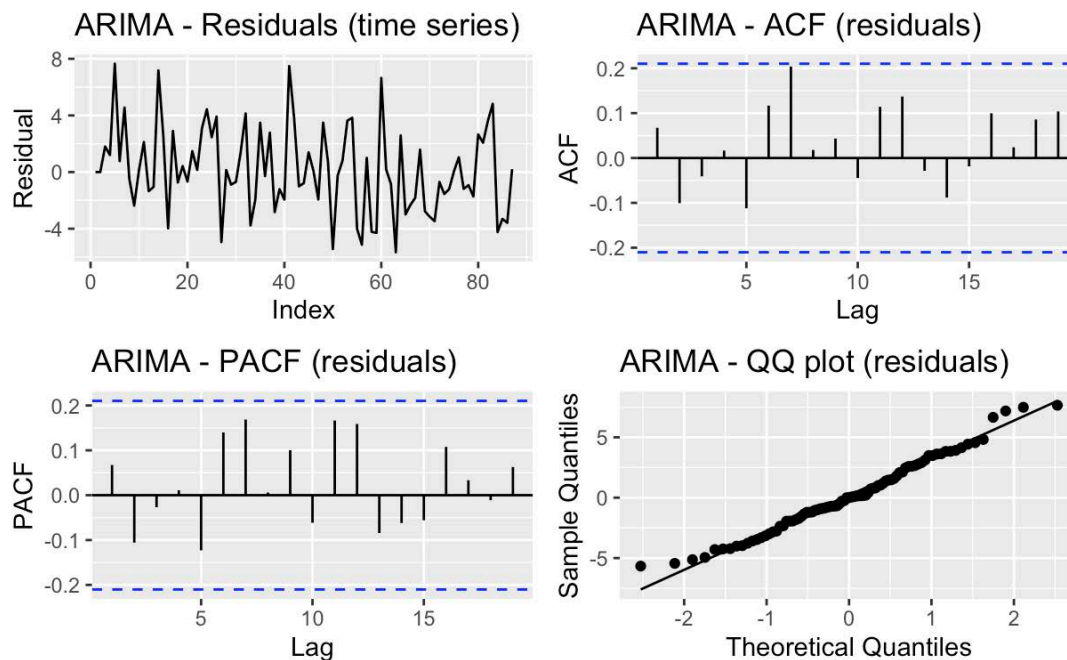 ARIMA - Residuals (time series)
8
4
0
-4
Residual
0
20
40
60
80
Index
ARIMA - ACF (residuals)
0.2
0.1
0.0
-0.1
-0.2
ACF
5
10
15
Lag
ARIMA - PACF (residuals)
0.2
0.1
0.0
-0.1
-0.2
PACF
5
10
15
Lag
ARIMA - QQ plot (residuals)
5
0
-5
Sample Quantiles
-2
-1
0
1
2
Theoretical Quantiles